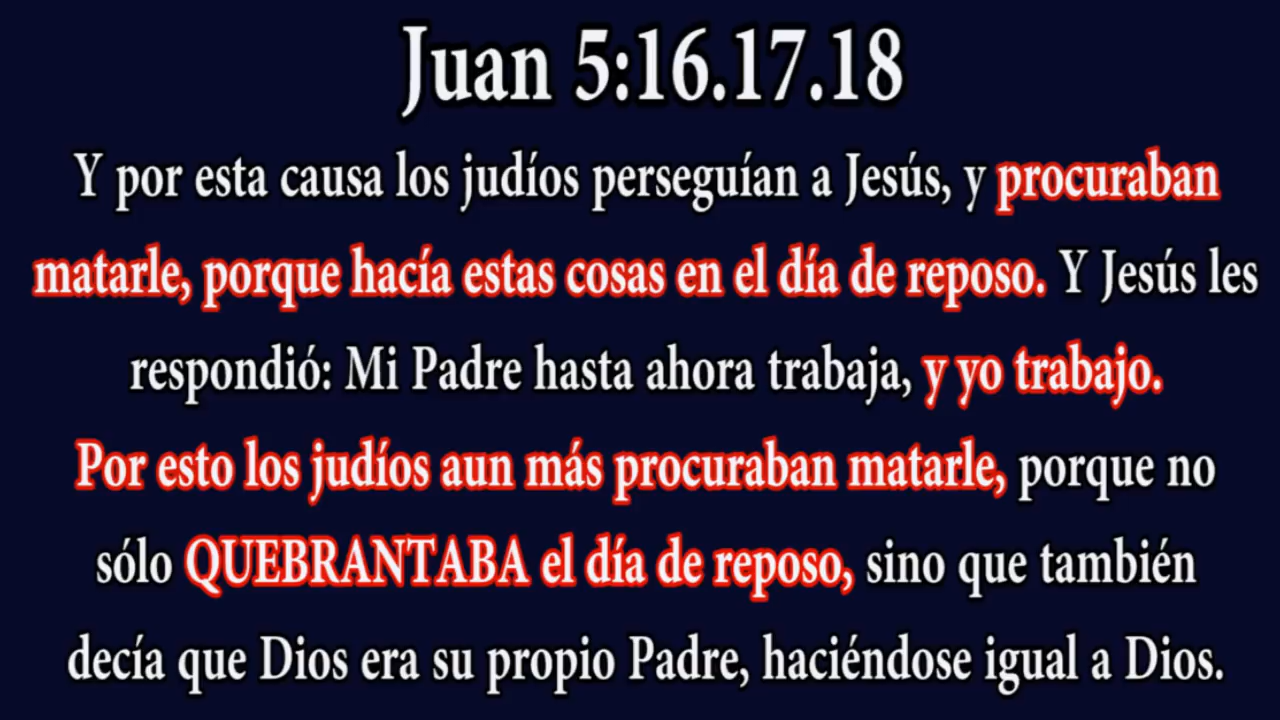 Juan 5:16.17.18
Y por esta causa los judíos perseguían a Jesús, y procuraban
matarle, porque hacía estas cosas en el día de reposo. Y Jesús les
respondió: Mi Padre hasta ahora trabaja, y yo trabajo.
Por esto los judíos aun más procuraban matarle, porque no
sólo QUEBRANTABA el día de reposo, sino que también
decía que Dios era su propio Padre, haciéndose igual a Dios.